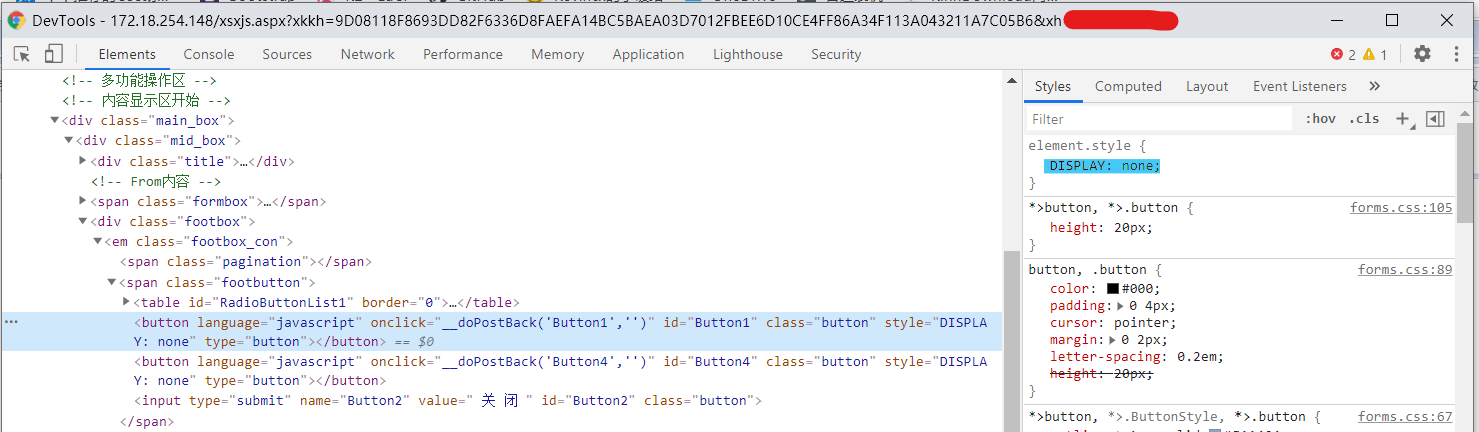 DevTools - 172.18.254.148/xsxjs.aspx?xkkh=9D08118F8693DD82F6336D8FAEFA14BC5BAEA03D7012FBEE6D10CE4FF86A34F113A043211A7C05B6&xh
Elements Console Sources Network Performance Memory Application Lighthouse Security 2 1
<!-- 多功能操作区 -->
<!-- 内容显示区开始 -->
<div class="main_box">
<div class="mid_box">
<div class="title">…</div>
<!-- From内容 -->
<span class="formbox">…</span>
<div class="footbox">
<em class="footbox_con">
<span class="pagination"></span>
<span class="footbutton">
<table id="RadioButtonList1" border="0">…</table>
… <button language="javascript" onclick="__doPostBack('Button1','')" id="Button1" class="button" style="DISPLA
Y: none" type="button"></button> == $0
<button language="javascript" onclick="__doPostBack('Button4','')" id="Button4" class="button" style="DISPLA
Y: none" type="button"></button>
<input type="submit" name="Button2" value=" 关 闭 " id="Button2" class="button">
</span>
Styles Computed Layout Event Listeners »
Filter :hov .cls +
element.style {
DISPLAY: none;
}
*>button, *>.button { forms.css:105
height: 20px;
}
button, .button { forms.css:89
color: #000;
padding: 0 4px;
cursor: pointer;
margin: 0 2px;
letter-spacing: 0.2em;
height: 20px;
}
*>button, *>.ButtonStyle, *>.button { forms.css:67